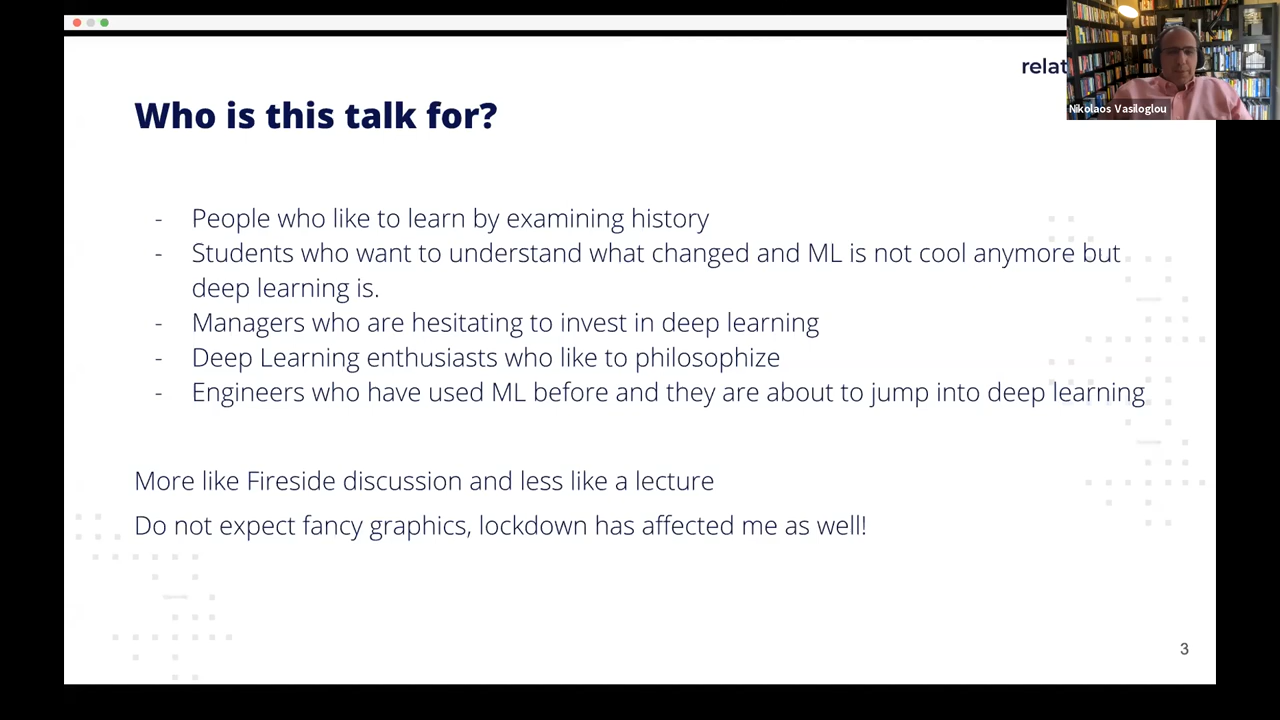 relat
Who is this talk for?
Nikolaos Vasiloglou
- People who like to learn by examining history
- Students who want to understand what changed and ML is not cool anymore but
deep learning is.
- Managers who are hesitating to invest in deep learning
- Deep Learning enthusiasts who like to philosophize
- Engineers who have used ML before and they are about to jump into deep learning
More like Fireside discussion and less like a lecture
Do not expect fancy graphics, lockdown has affected me as well!
3